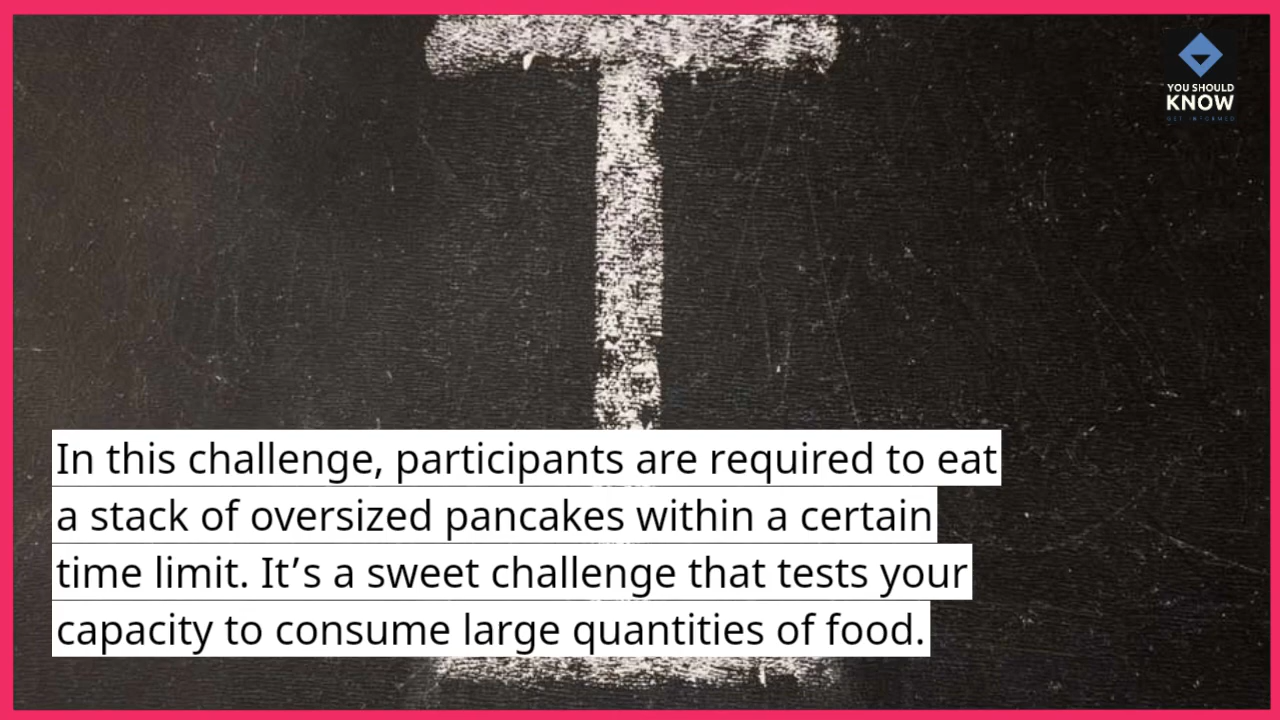 YOU SHOULD
KNOW
GET INFORMED
In this challenge, participants are required to eat
a stack of oversized pancakes within a certain
time limit. It’s a sweet challenge that tests your
capacity to consume large quantities of food.